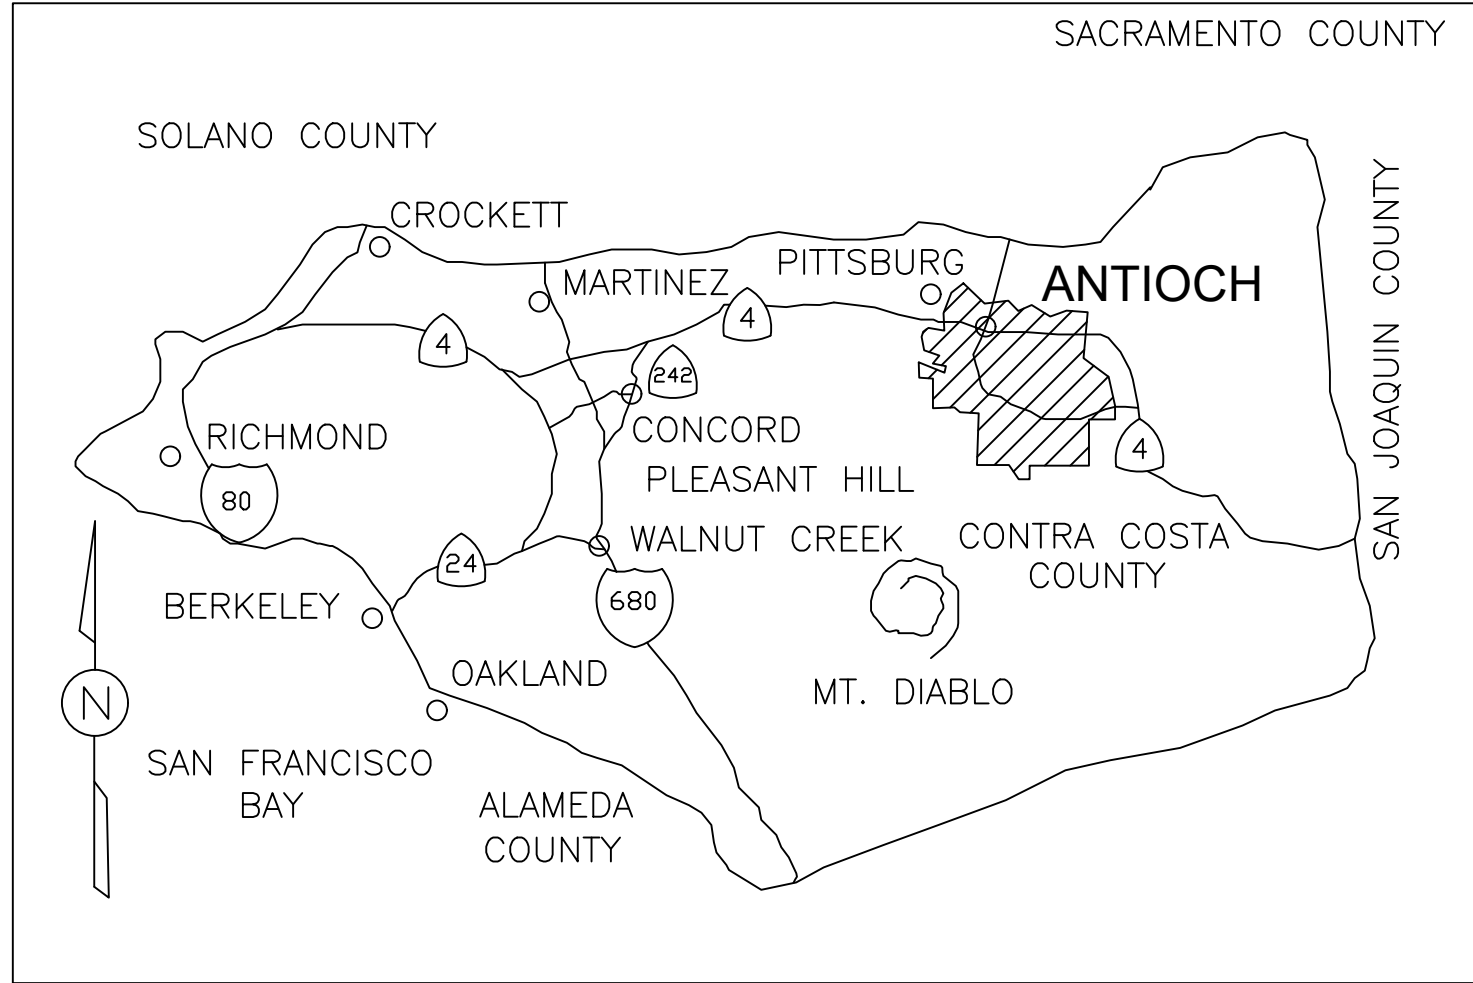 SACRAMENTO COUNTY
SOLANO COUNTY
CROCKETT
SAN JOAQUIN COUNTY
PITTSBURG
MARTINEZ
ANTIOCH
4
4
242
RICHMOND
CONCORD
4
PLEASANT HILL
80
WALNUT CREEK
CONTRA COSTA
COUNTY
24
680
BERKELEY
OAKLAND
MT. DIABLO
N
SAN FRANCISCO
BAY
ALAMEDA
COUNTY